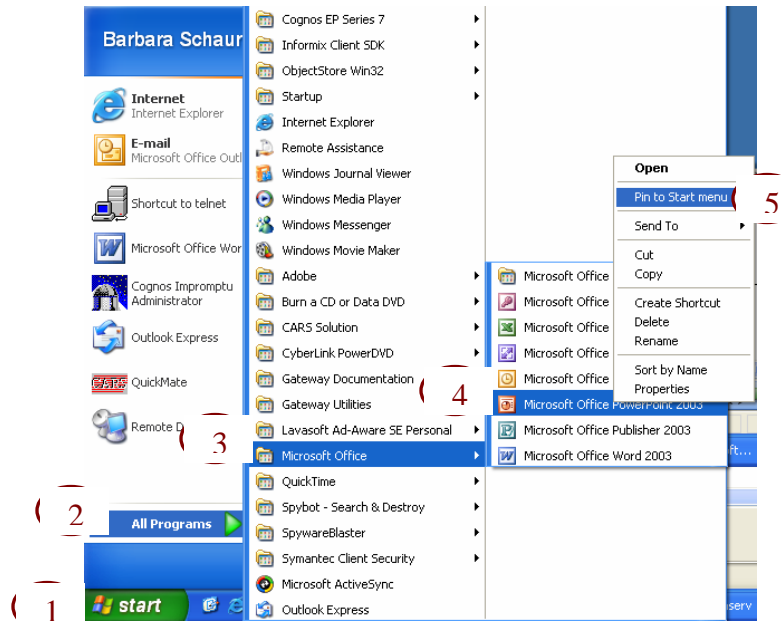 Barbara Schaur
Internet
Internet Explorer
E-mail
Microsoft Office Outl
Shortcut to telnet
Microsoft Office Wor
Cognos Impromptu
Administrator
Outlook Express
CARS QuickMate
Remote D
All Programs
start
Cognos EP Series 7
Informix Client SDK
ObjectStore Win32
Startup
Internet Explorer
Remote Assistance
Windows Journal Viewer
Windows Media Player
Windows Messenger
Windows Movie Maker
Adobe
Burn a CD or Data DVD
CARS Solution
CyberLink PowerDVD
Gateway Documentation
Gateway Utilities
Lavasoft Ad-Aware SE Personal
Microsoft Office
QuickTime
Spybot - Search & Destroy
SpywareBlaster
Symantec Client Security
Microsoft ActiveSync
Outlook Express
Microsoft Office
Microsoft Office
Microsoft Office
Microsoft Office
Microsoft Office
Microsoft Office PowerPoint 2003
Microsoft Office Publisher 2003
Microsoft Office Word 2003
Open
Pin to Start menu
Send To
Cut
Copy
Create Shortcut
Delete
Rename
Sort by Name
Properties
1
2
3
4
5
ft...
serv